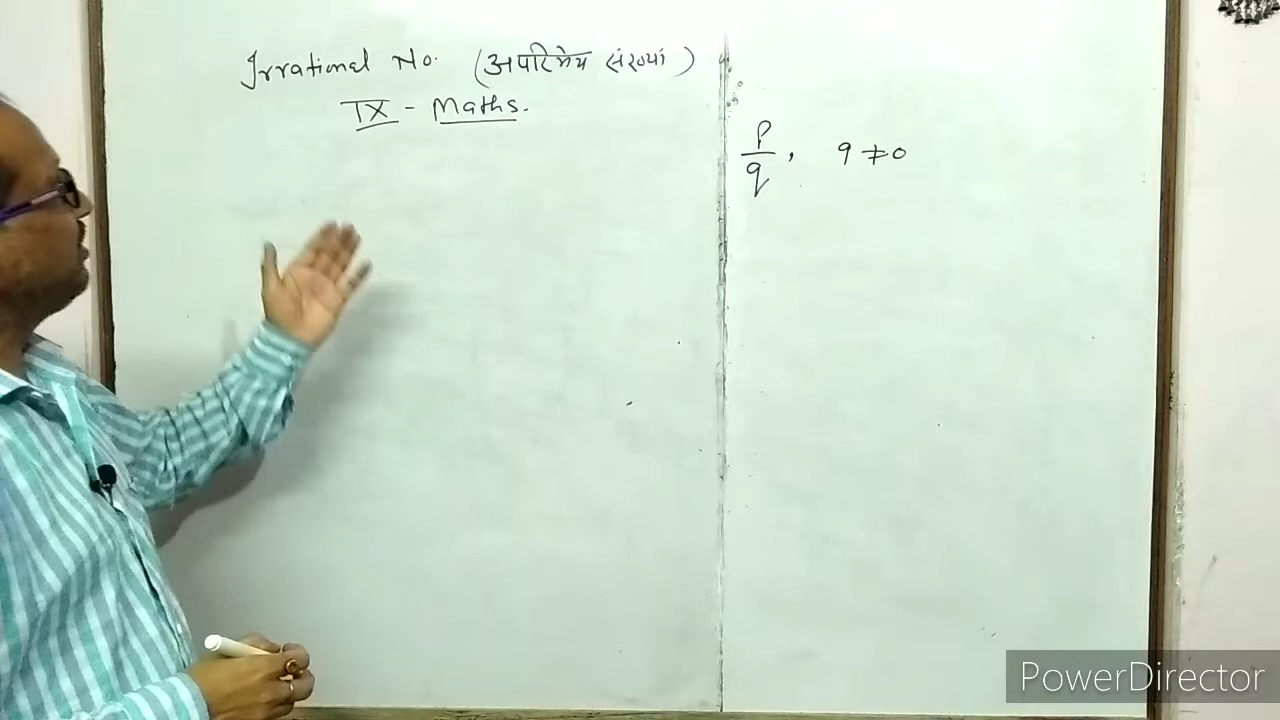 Irrational No. (अपरिमेय संख्या)
IX - Maths.
p/q, q ≠ 0
PowerDirector